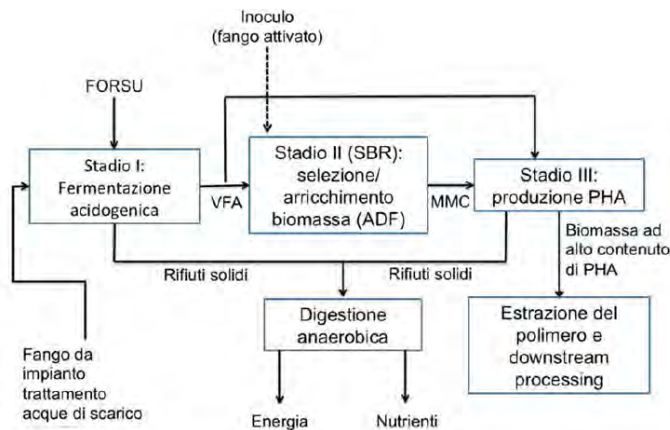 Inoculo
(fango attivato)
FORSU
Stadio I:
Fermentazione
acidogenica
VFA
Stadio II (SBR):
selezione/
arricchimento
biomassa (ADF)
MMC
Stadio III:
produzione PHA
Biomassa ad
alto contenuto
di PHA
Rifiuti solidi
Rifiuti solidi
Digestione
anaerobica
Estrazione del
polimero e
downstream
processing
Fango da
impianto
trattamento
acque di scarico
Energia
Nutrienti